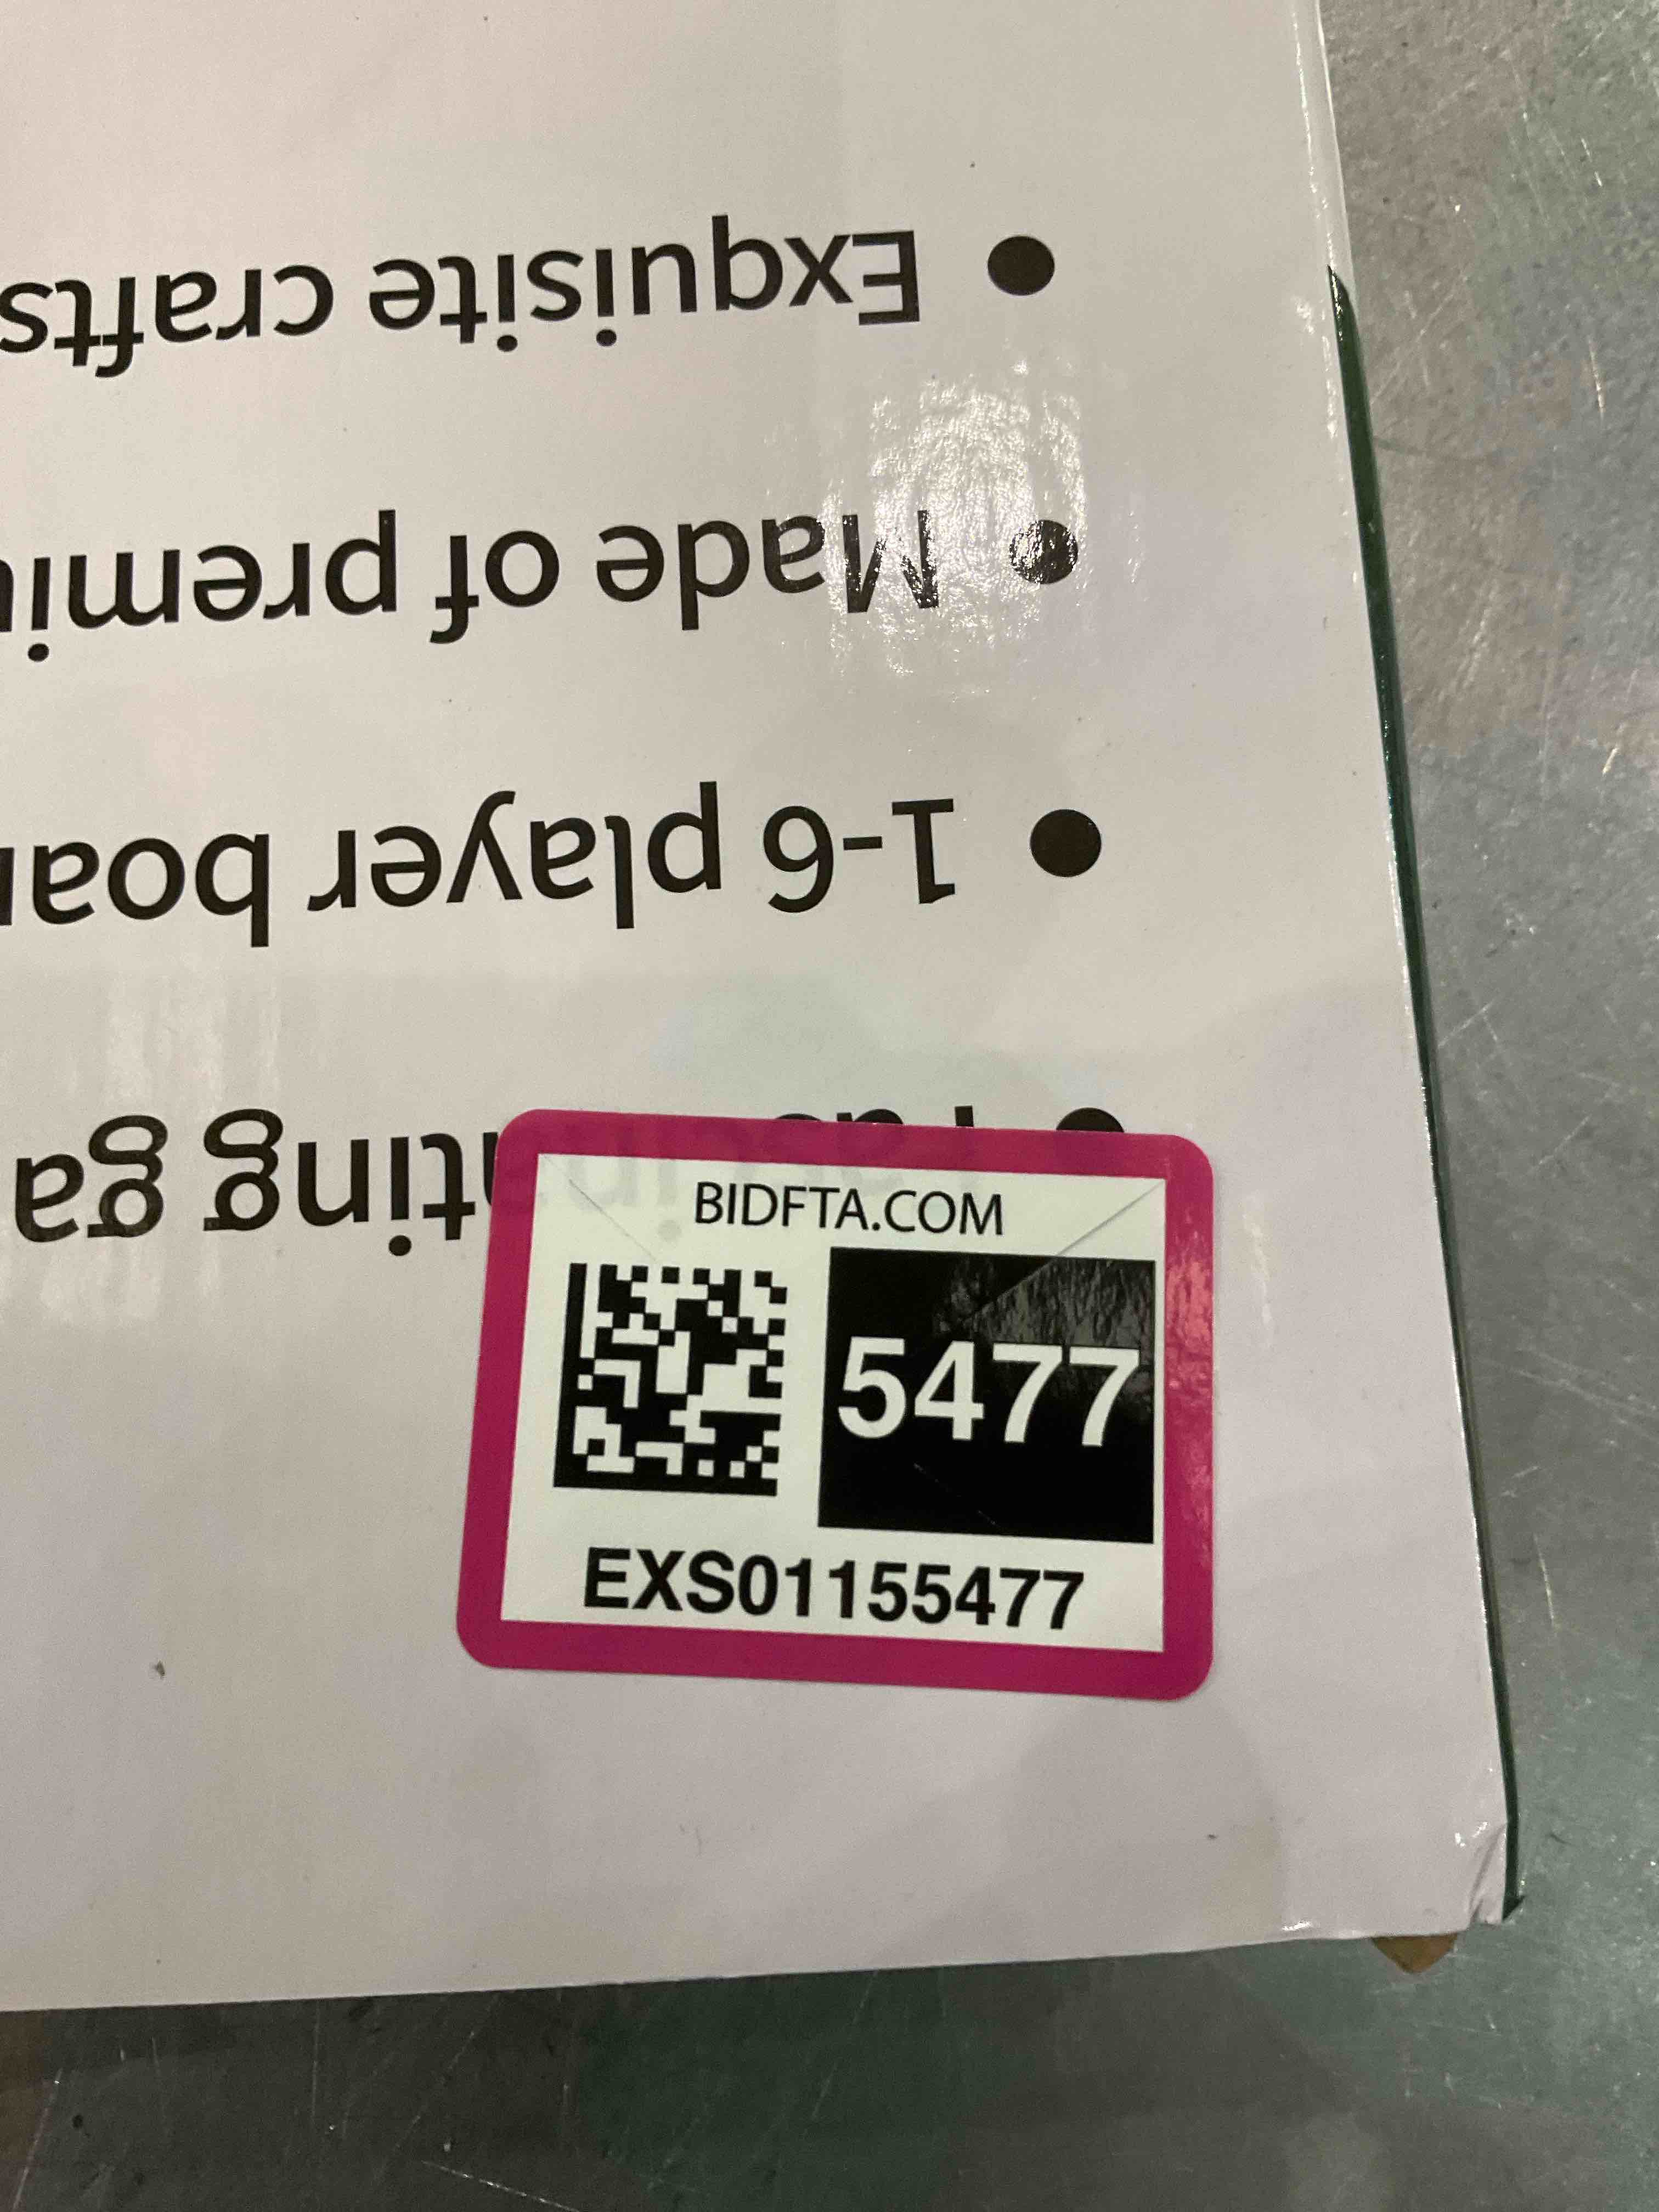 BIDFTA.COM
5477
EXS01155477
ting ga
• 1-6 player boar
• Made of premiu
• Exquisite crafts